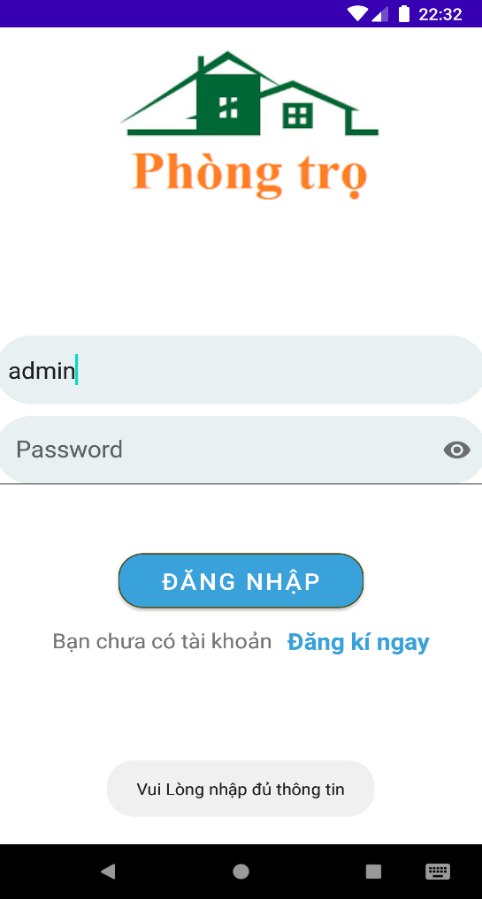 22:32
Phòng trọ
admin
Password
ĐĂNG NHẬP
Bạn chưa có tài khoản Đăng kí ngay
Vui Lòng nhập đủ thông tin